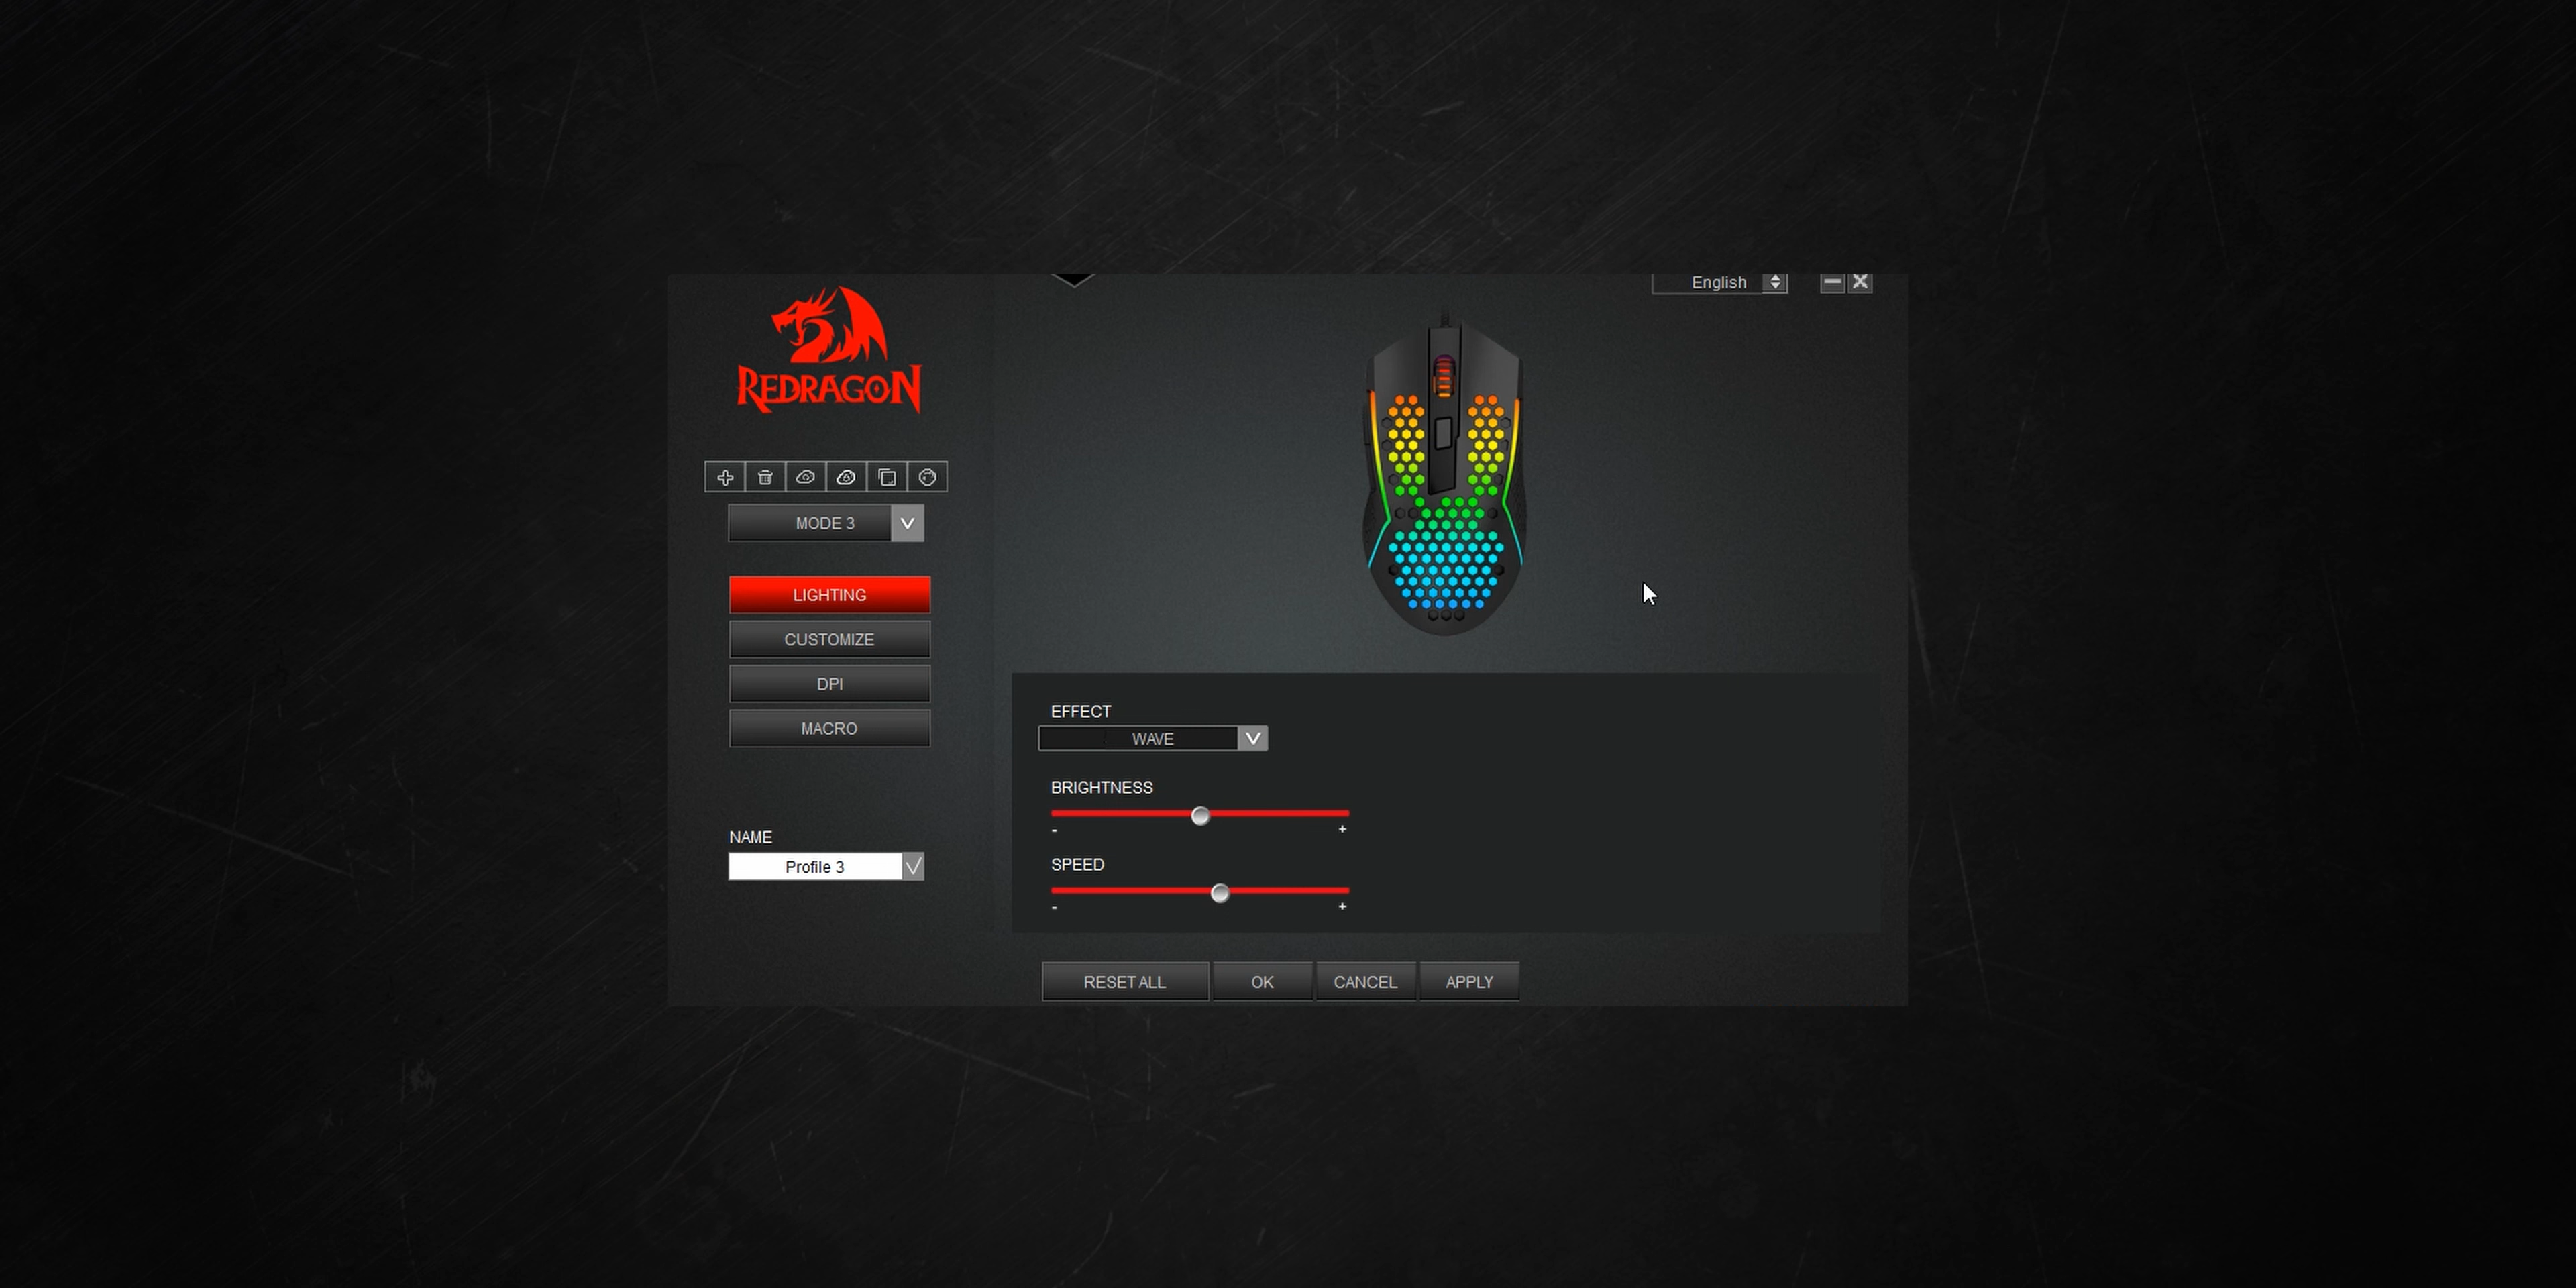 English
REDRAGON
MODE 3
LIGHTING
CUSTOMIZE
DPI
MACRO
EFFECT
WAVE
BRIGHTNESS
- +
SPEED
- +
NAME
Profile 3
RESET ALL OK CANCEL APPLY